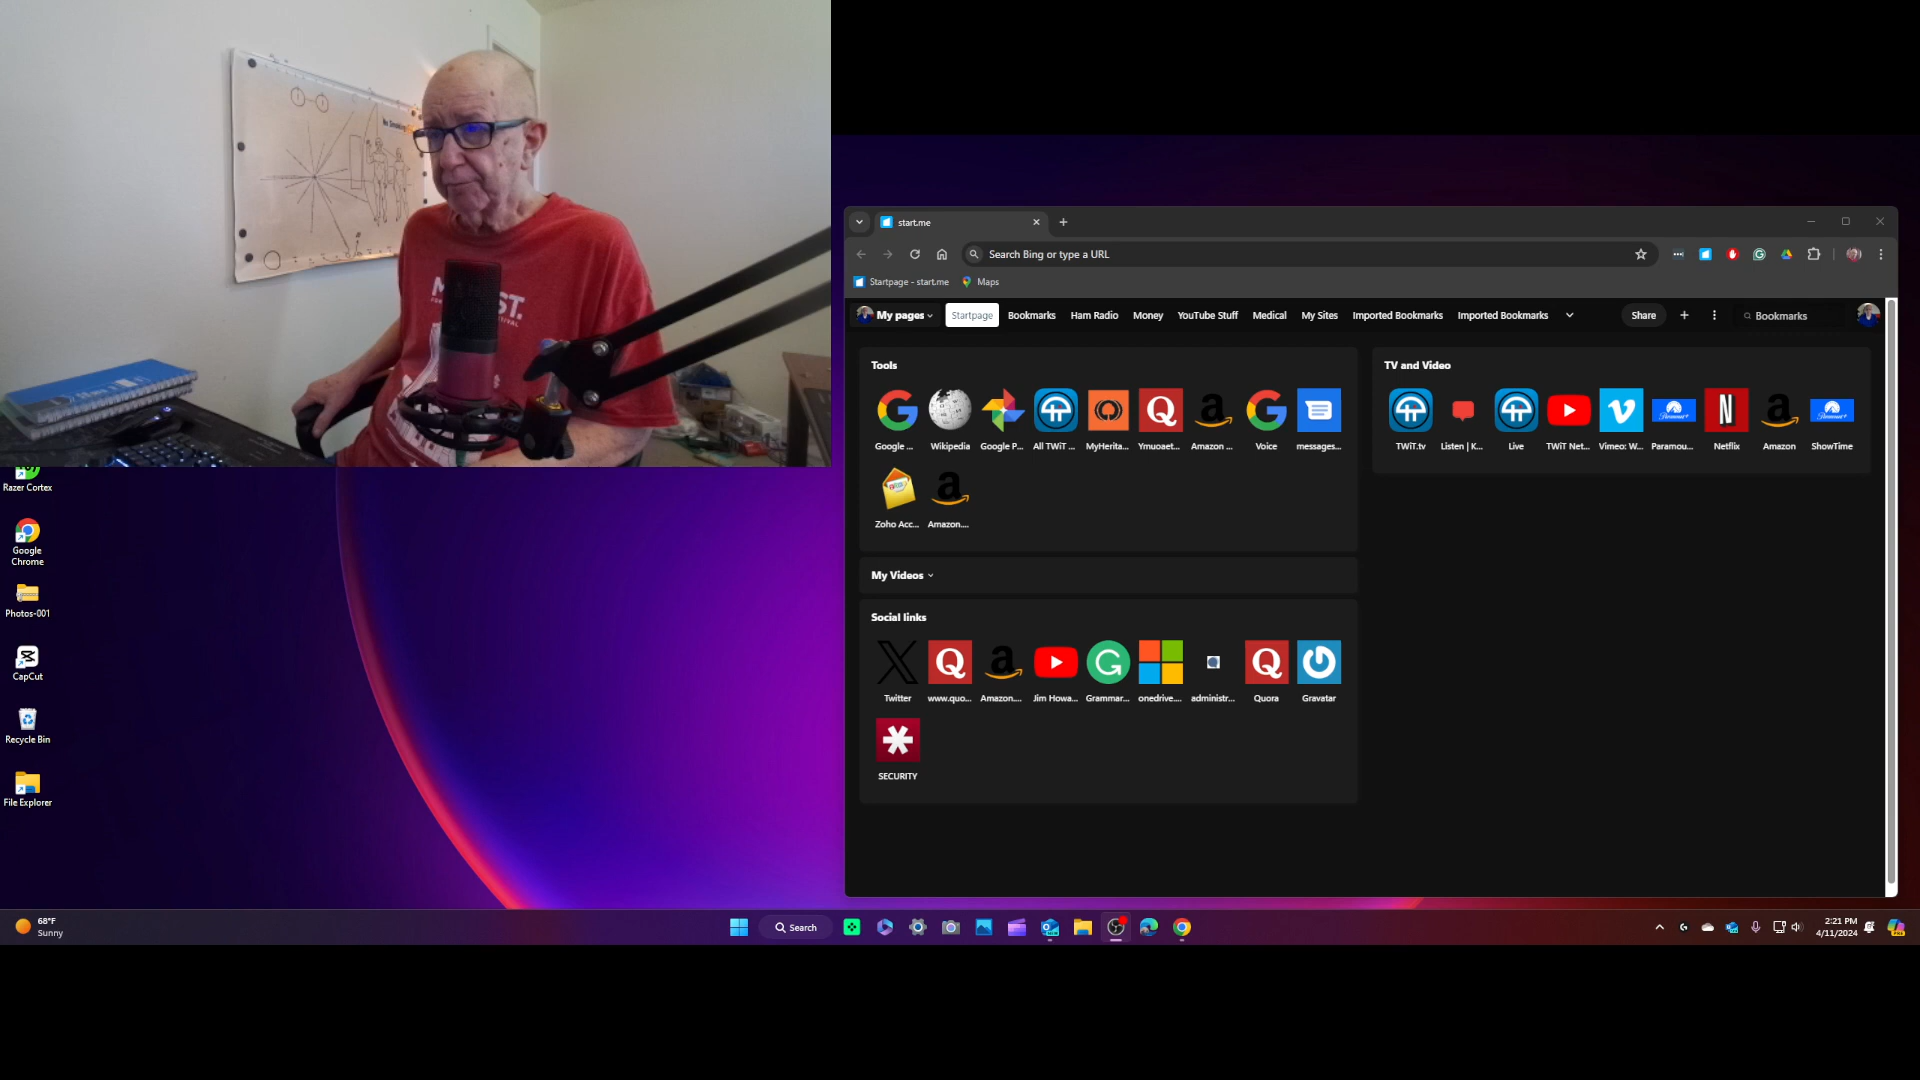 No Smoking
Razer Cortex
Google
Chrome
Photos-001
CapCut
Recycle Bin
File Explorer
start.me
Search Bing or type a URL
Startpage - start.me
Maps
My pages
Startpage
Bookmarks
Ham Radio
Money
YouTube Stuff
Medical
My Sites
Imported Bookmarks
Imported Bookmarks
Share
Bookmarks
Tools
Google ...
Wikipedia
Google P...
All TWiT ...
MyHerita...
Ymuoaet...
Amazon ...
Voice
messages...
Zoho Acc...
Amazon....
TV and Video
TWiT.tv
Listen | K...
Live
TWiT Net...
Vimeo: W...
Paramou...
Netflix
Amazon
ShowTime
My Videos
Social links
Twitter
www.quo...
Amazon....
Jim Howa...
Grammar...
onedrive....
administr...
Quora
Gravatar
SECURITY
68°F
Sunny
Search
2:21 PM
4/11/2024